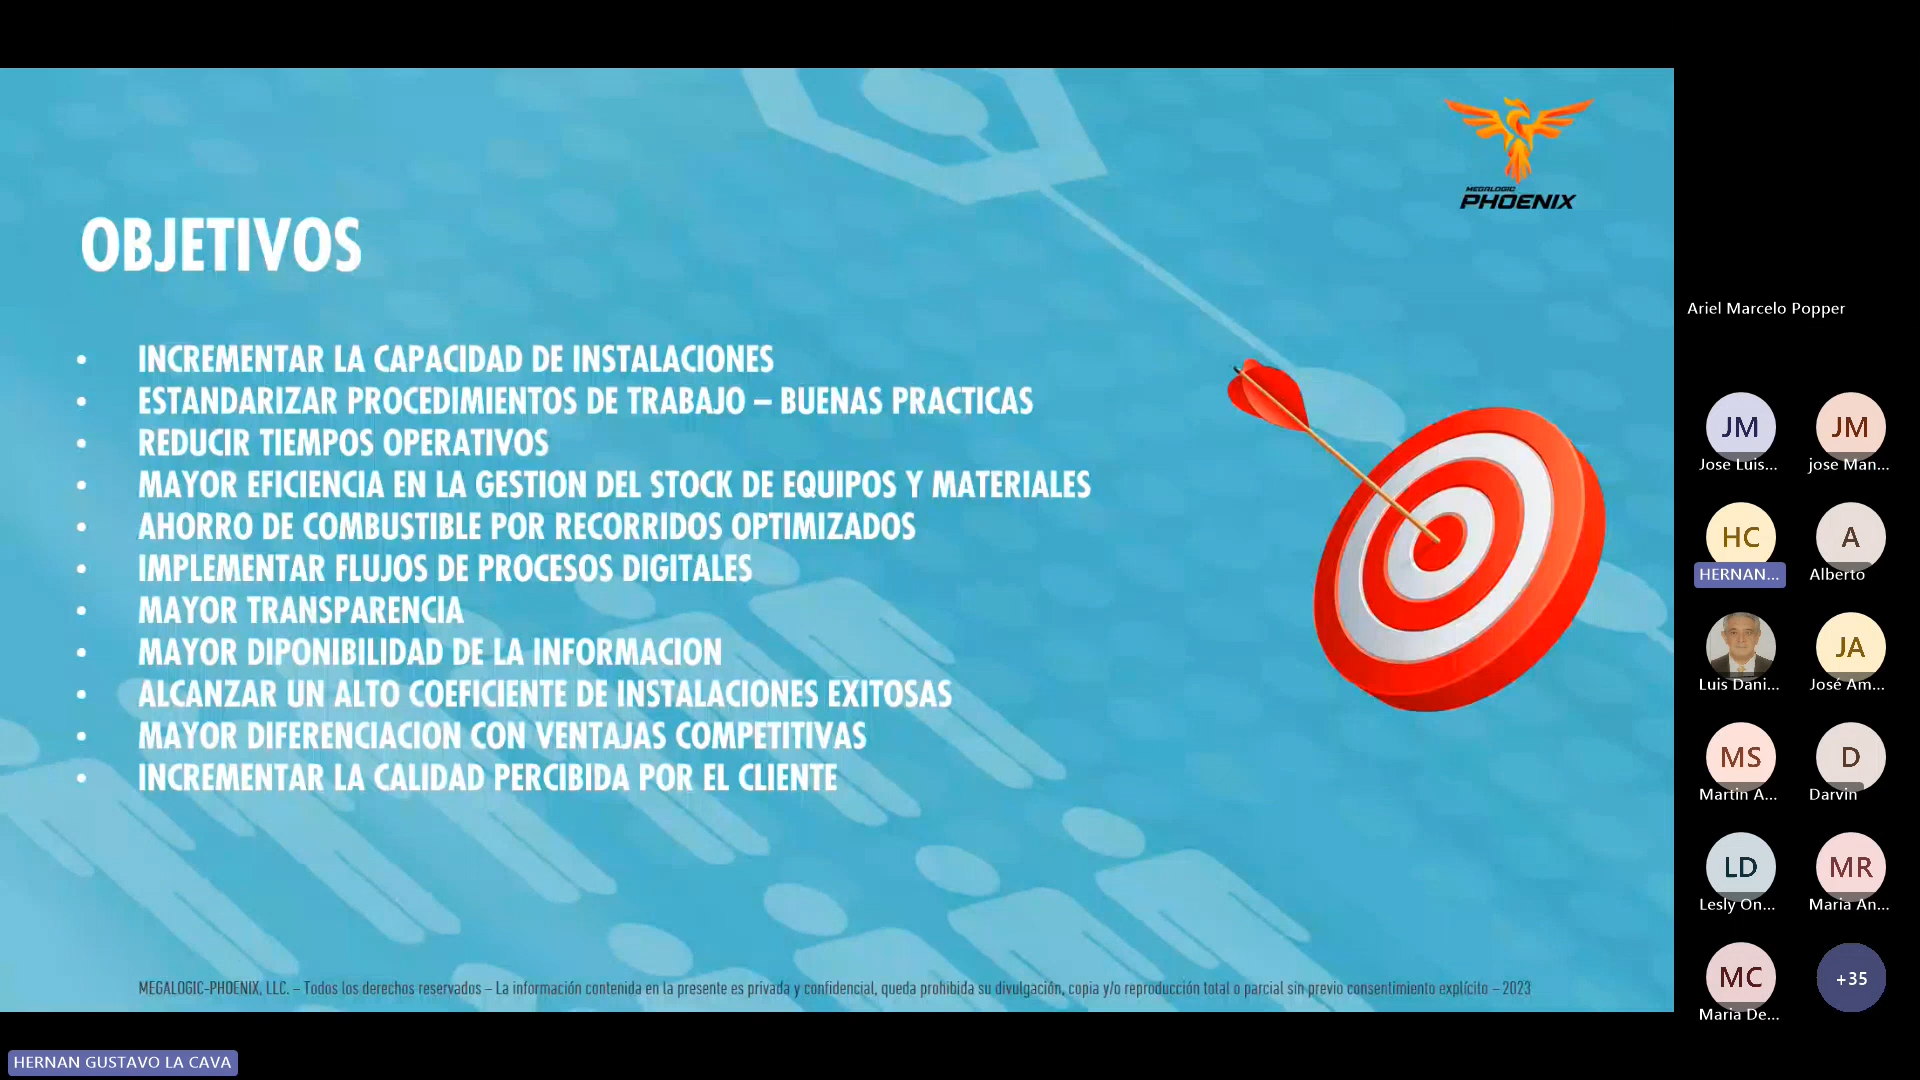 MEGALOGIC
PHOENIX
OBJETIVOS
• INCREMENTAR LA CAPACIDAD DE INSTALACIONES
• ESTANDARIZAR PROCEDIMIENTOS DE TRABAJO – BUENAS PRACTICAS
• REDUCIR TIEMPOS OPERATIVOS
• MAYOR EFICIENCIA EN LA GESTION DEL STOCK DE EQUIPOS Y MATERIALES
• AHORRO DE COMBUSTIBLE POR RECORRIDOS OPTIMIZADOS
• IMPLEMENTAR FLUJOS DE PROCESOS DIGITALES
• MAYOR TRANSPARENCIA
• MAYOR DIPONIBILIDAD DE LA INFORMACION
• ALCANZAR UN ALTO COEFICIENTE DE INSTALACIONES EXITOSAS
• MAYOR DIFERENCIACION CON VENTAJAS COMPETITIVAS
• INCREMENTAR LA CALIDAD PERCIBIDA POR EL CLIENTE
MEGALOGIC-PHOENIX, LLC. – Todos los derechos reservados – La información contenida en la presente es privada y confidencial, queda prohibida su divulgación, copia y/o reproducción total o parcial sin previo consentimiento explícito – 2023
HERNAN GUSTAVO LA CAVA
Ariel Marcelo Popper
JM
Jose Luis...
JM
jose Man...
HC
HERNAN...
A
Alberto
Luis Dani...
JA
José Am...
MS
Martin A...
D
Darvin
LD
Lesly On...
MR
Maria An...
MC
Maria De...
+35